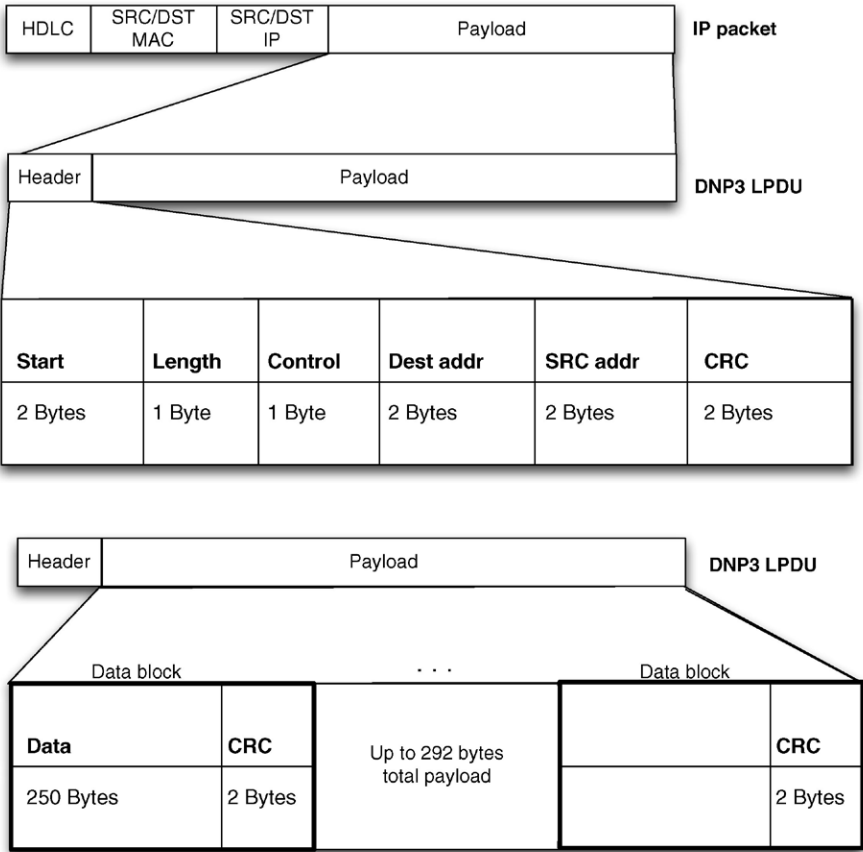 HDLC
SRC/DST
MAC
SRC/DST
IP
Payload
IP packet
Header
Payload
DNP3 LPDU
Start
Length
Control
Dest addr
SRC addr
CRC
2 Bytes
1 Byte
1 Byte
2 Bytes
2 Bytes
2 Bytes
Header
Payload
DNP3 LPDU
Data block
. . .
Data block
Data
CRC
Up to 292 bytes
total payload
CRC
250 Bytes
2 Bytes
2 Bytes